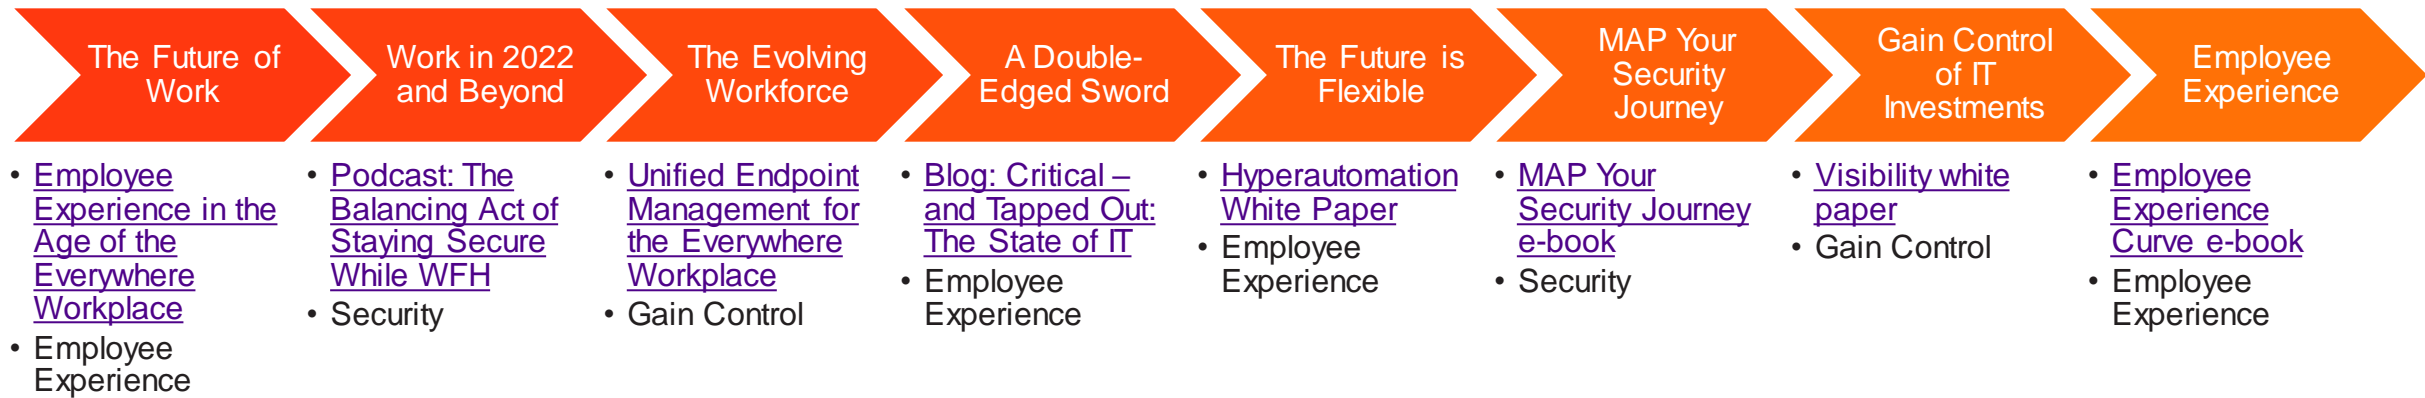 The Future of
Work
Work in 2022
and Beyond
The Evolving
Workforce
A Double-
Edged Sword
The Future is
Flexible
MAP Your
Security
Journey
Gain Control
of IT
Investments
Employee
Experience
• Employee
Experience in the
Age of the
Everywhere
Workplace
• Employee
Experience
• Podcast: The
Balancing Act of
Staying Secure
While WFH
• Security
• Unified Endpoint
Management for
the Everywhere
Workplace
• Gain Control
• Blog: Critical –
and Tapped Out:
The State of IT
• Employee
Experience
• Hyperautomation
White Paper
• Employee
Experience
• MAP Your
Security Journey
e-book
• Security
• Visibility white
paper
• Gain Control
• Employee
Experience
Curve e-book
• Employee
Experience